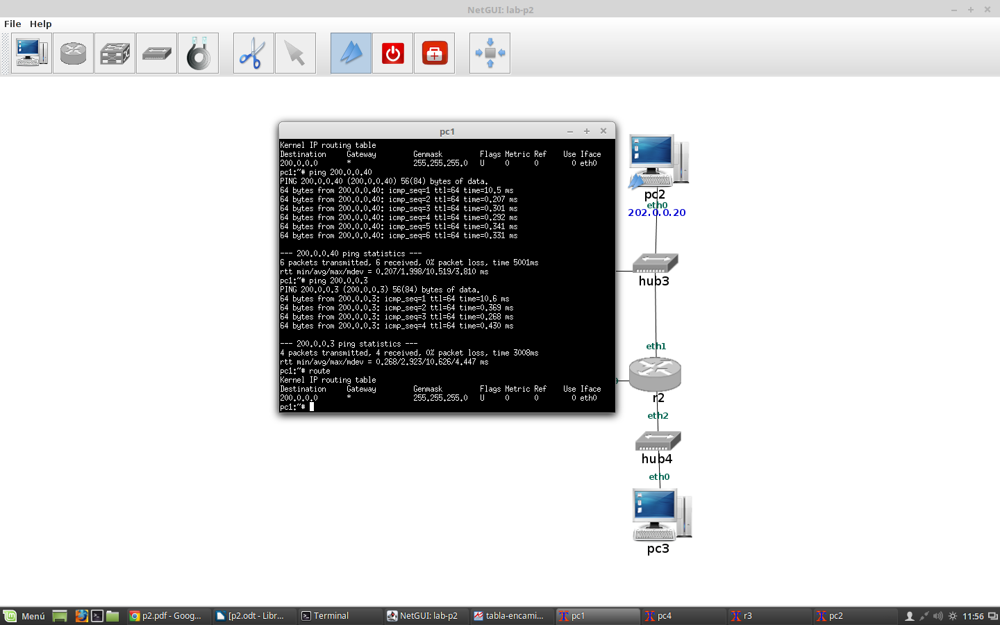 NetGUI: lab-p2
File Help
pc1
Kernel IP routing table
Destination Gateway Genmask Flags Metric Ref Use Iface
200.0.0.0 * 255.255.255.0 U 0 0 0 eth0
pc1:~# ping 200.0.0.40
PING 200.0.0.40 (200.0.0.40) 56(84) bytes of data.
64 bytes from 200.0.0.40: icmp_seq=1 ttl=64 time=10.5 ms
64 bytes from 200.0.0.40: icmp_seq=2 ttl=64 time=0.207 ms
64 bytes from 200.0.0.40: icmp_seq=3 ttl=64 time=0.301 ms
64 bytes from 200.0.0.40: icmp_seq=4 ttl=64 time=0.292 ms
64 bytes from 200.0.0.40: icmp_seq=5 ttl=64 time=0.341 ms
64 bytes from 200.0.0.40: icmp_seq=6 ttl=64 time=0.331 ms
--- 200.0.0.40 ping statistics ---
6 packets transmitted, 6 received, 0% packet loss, time 5001ms
rtt min/avg/max/mdev = 0.207/1.998/10.519/3.810 ms
pc1:~# ping 200.0.0.3
PING 200.0.0.3 (200.0.0.3) 56(84) bytes of data.
64 bytes from 200.0.0.3: icmp_seq=1 ttl=64 time=10.6 ms
64 bytes from 200.0.0.3: icmp_seq=2 ttl=64 time=0.369 ms
64 bytes from 200.0.0.3: icmp_seq=3 ttl=64 time=0.268 ms
64 bytes from 200.0.0.3: icmp_seq=4 ttl=64 time=0.430 ms
--- 200.0.0.3 ping statistics ---
4 packets transmitted, 4 received, 0% packet loss, time 3008ms
rtt min/avg/max/mdev = 0.268/2.923/10.626/4.447 ms
pc1:~# route
Kernel IP routing table
Destination Gateway Genmask Flags Metric Ref Use Iface
200.0.0.0 * 255.255.255.0 U 0 0 0 eth0
pc1:~#
pc2
eth0
202.0.0.20
hub3
eth1
r2
eth2
hub4
eth0
pc3
Menú
p2.pdf - Goog...
[p2.odt - Libr...
Terminal
NetGUI: lab-p2
tabla-encami...
pc1
pc4
r3
pc2
11:56